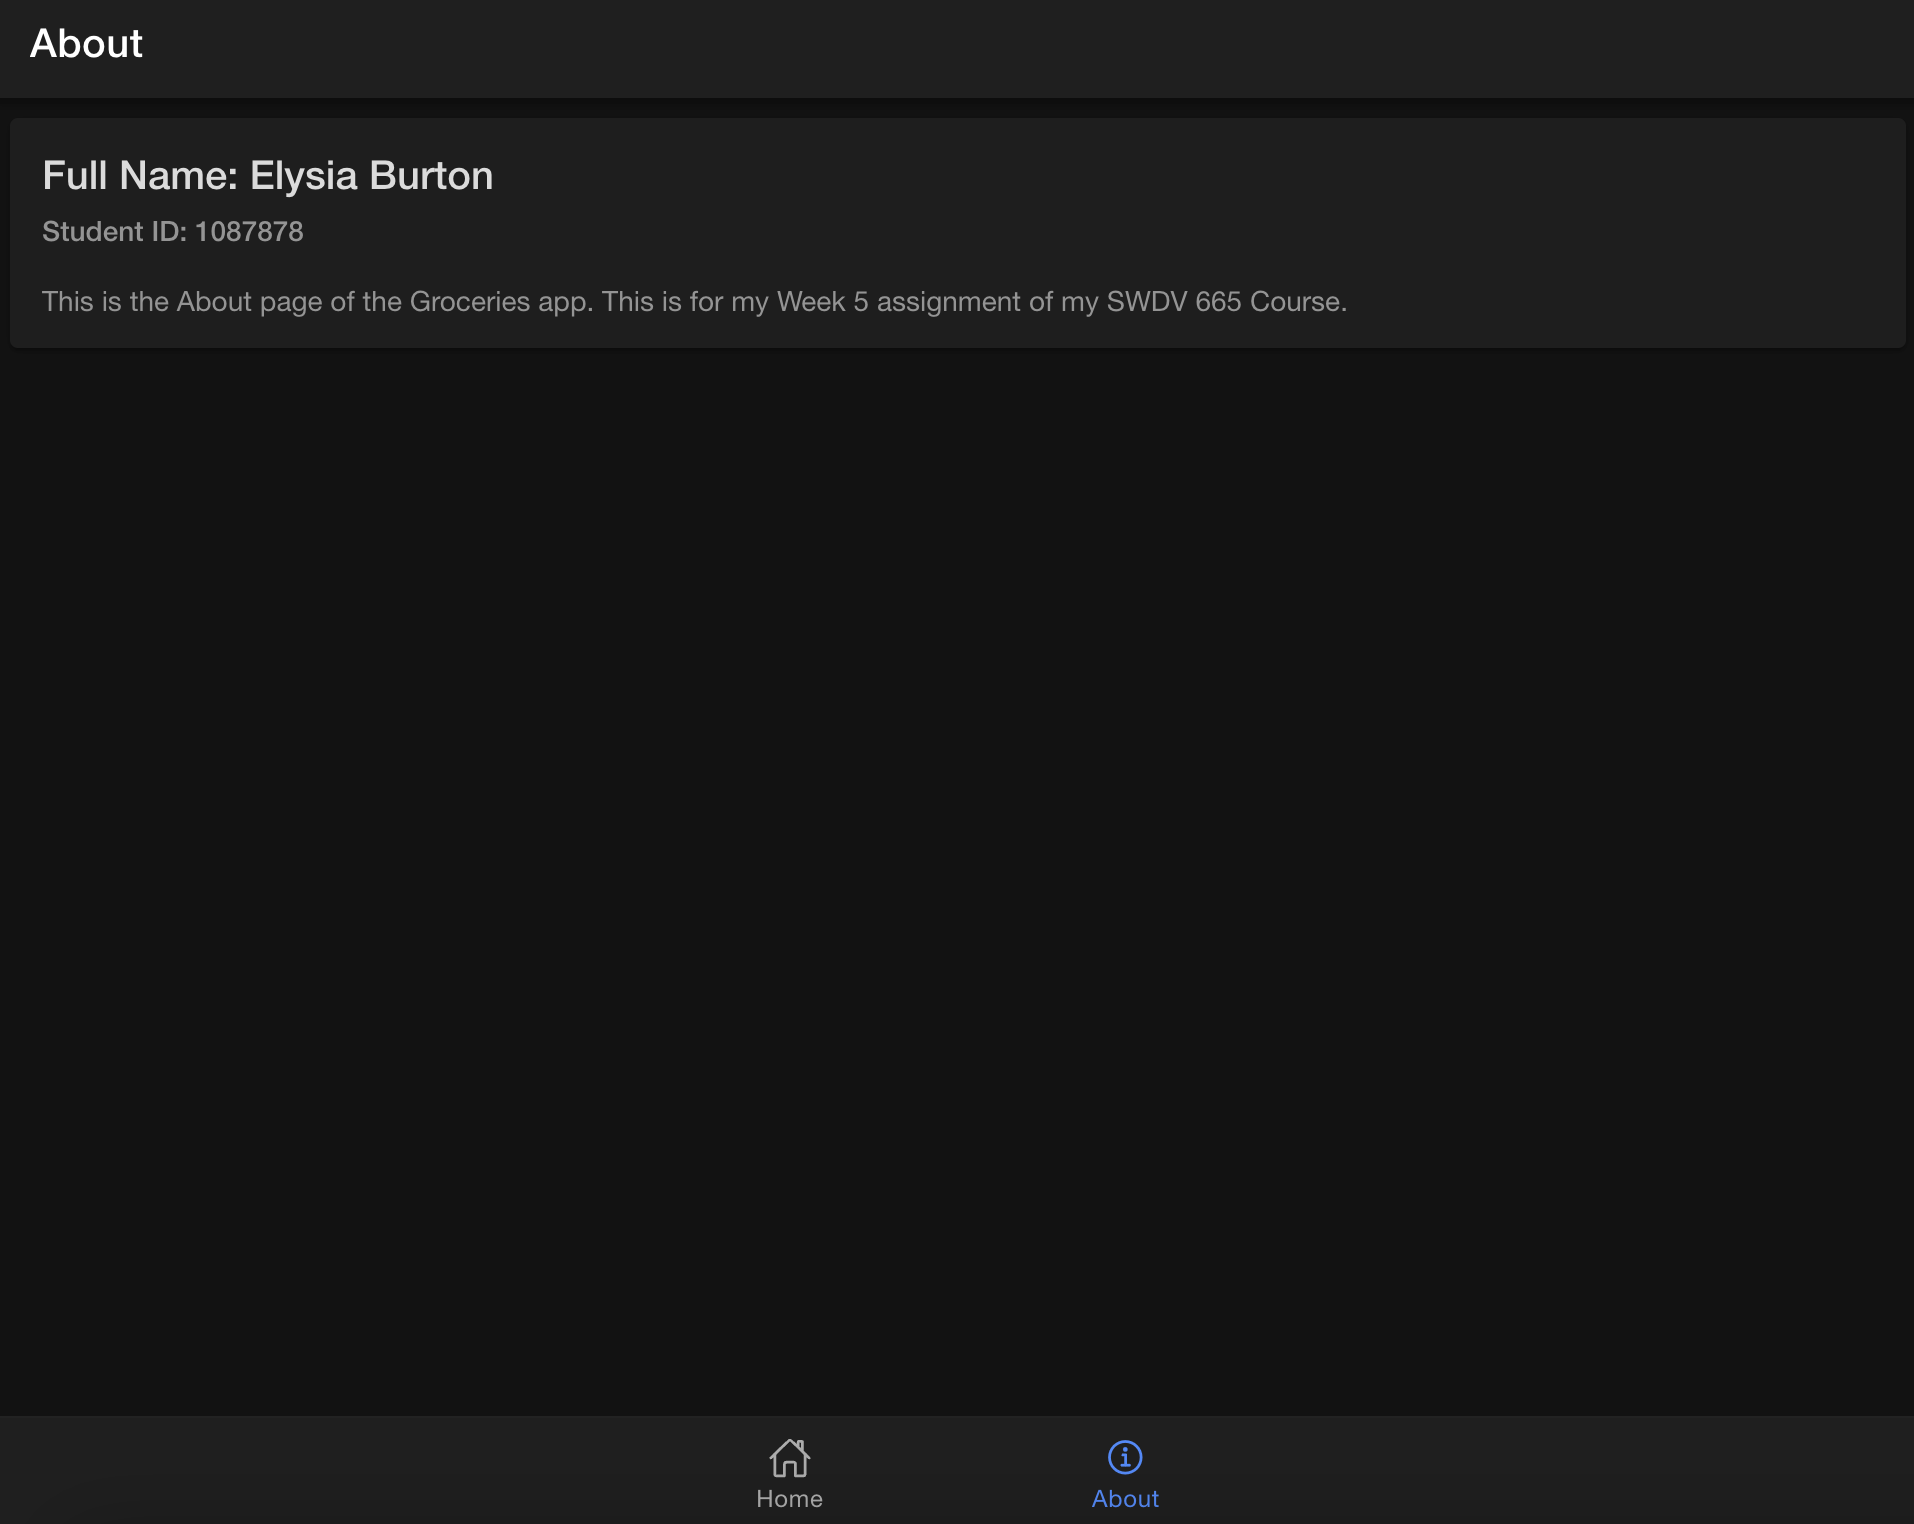 About
Full Name: Elysia Burton
Student ID: 1087878
This is the About page of the Groceries app. This is for my Week 5 assignment of my SWDV 665 Course.
Home
About